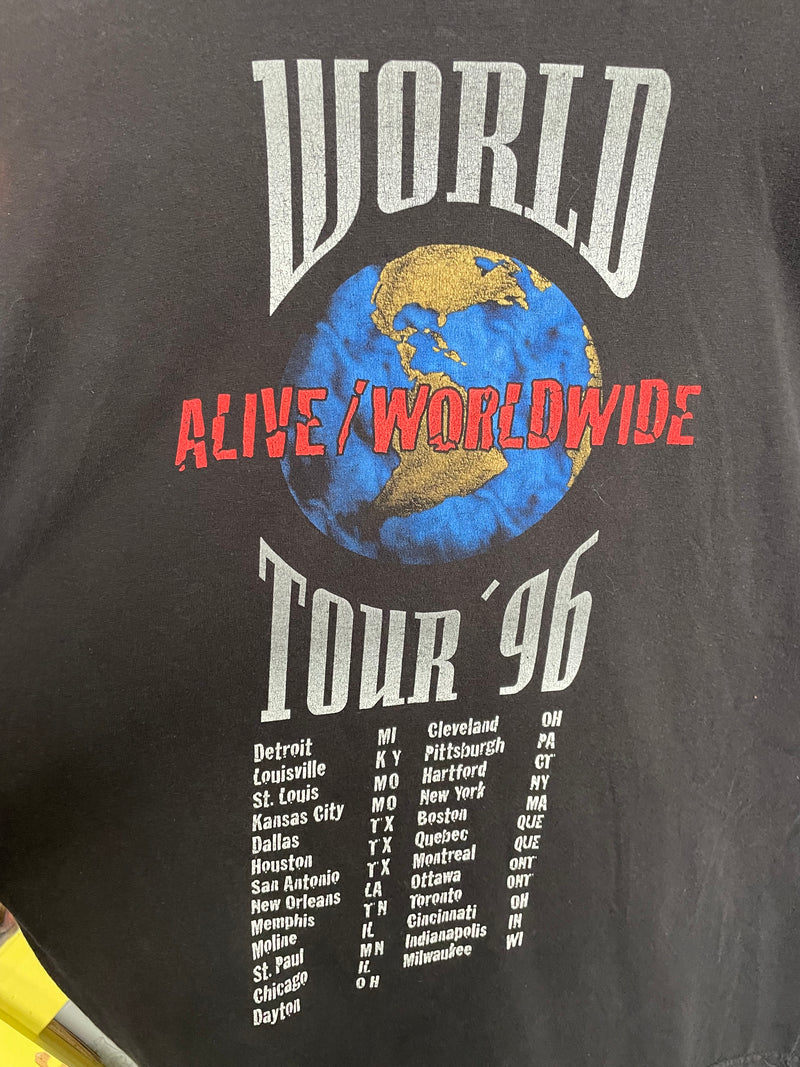 WORLD
ALIVE/WORLDWIDE
TOUR '96
Detroit MI
Louisville KY
St. Louis MO
Kansas City MO
Dallas TX
Houston TX
San Antonio TX
New Orleans LA
Memphis TN
Moline IL
St. Paul MN
Chicago IL
Dayton OH
Cleveland OH
Pittsburgh PA
Hartford CT
New York NY
Boston MA
Quebec QUE
Montreal QUE
Ottawa ONT
Toronto ONT
Cincinnati OH
Indianapolis IN
Milwaukee WI